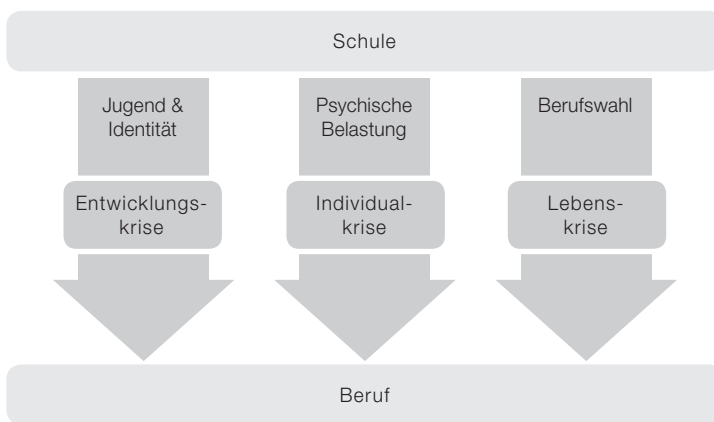 Schule
Jugend &
Identität
Psychische
Belastung
Berufswahl
Entwicklungs-
krise
Individual-
krise
Lebens-
krise
Beruf